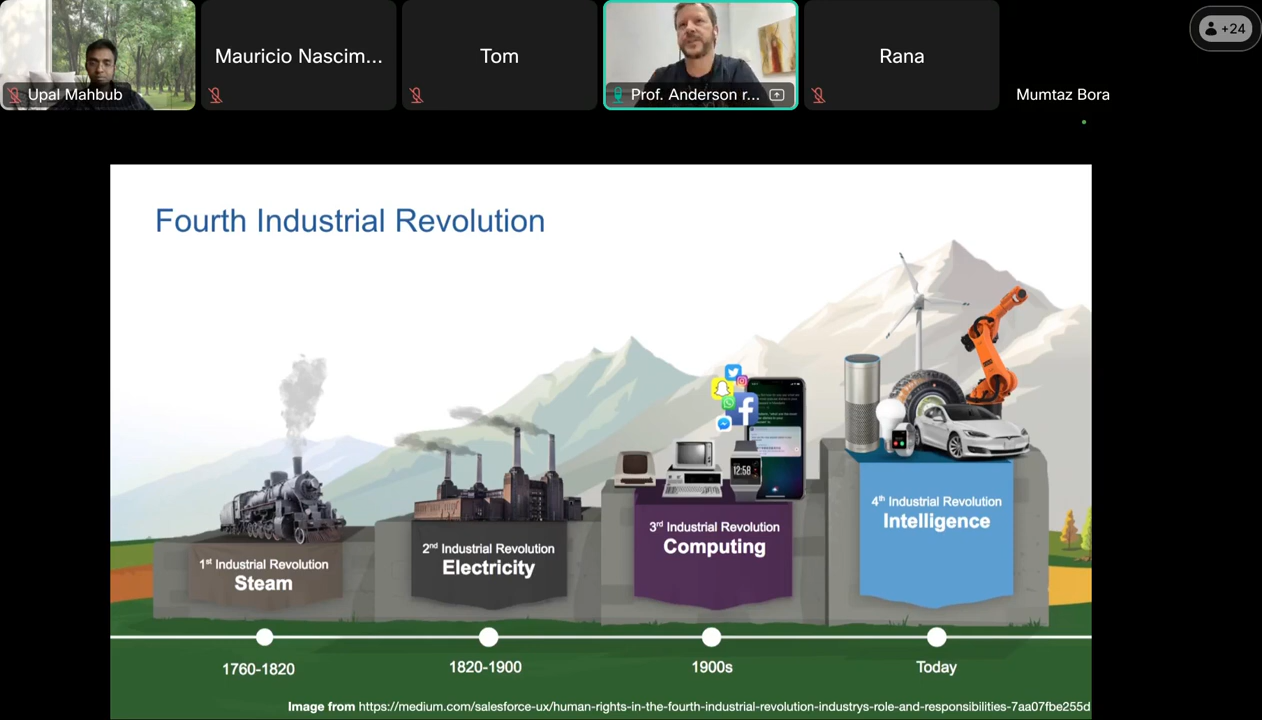 Upal Mahbub
Mauricio Nascim...
Tom
Prof. Anderson r...
Rana
Mumtaz Bora
+24
Fourth Industrial Revolution
12:58
1st Industrial Revolution
Steam
2nd Industrial Revolution
Electricity
3rd Industrial Revolution
Computing
4th Industrial Revolution
Intelligence
1760-1820
1820-1900
1900s
Today
Image from https://medium.com/salesforce-ux/human-rights-in-the-fourth-industrial-revolution-industrys-role-and-responsibilities-7aa07fbe255d